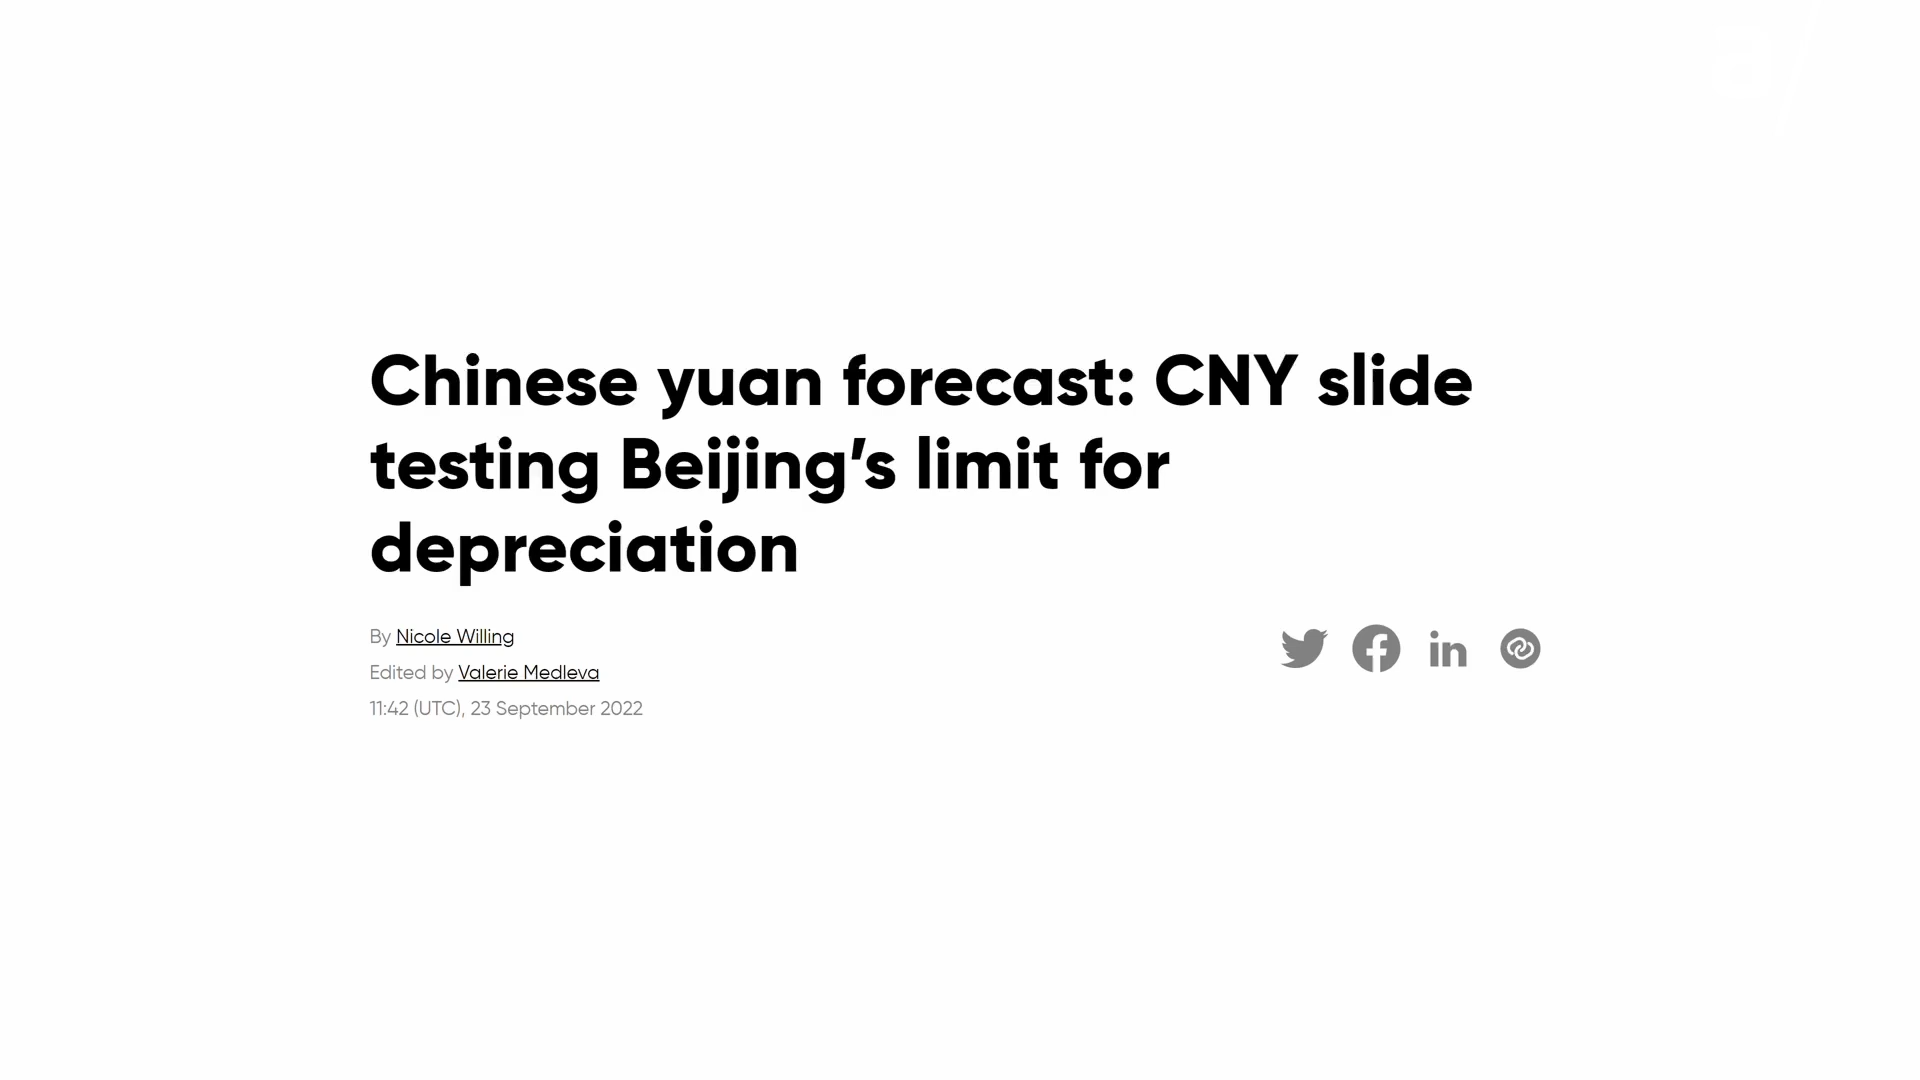 Chinese yuan forecast: CNY slide
testing Beijing’s limit for
depreciation
By Nicole Willing
Edited by Valerie Medleva
11:42 (UTC), 23 September 2022